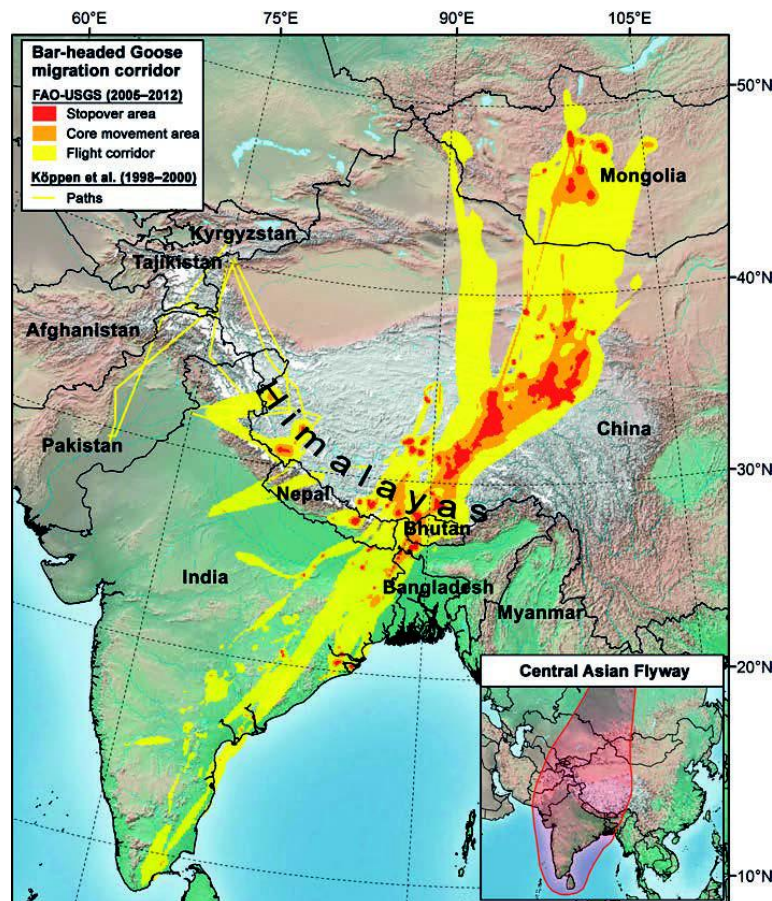 60°E
75°E
90°E
105°E
Bar-headed Goose
migration corridor
FAO-USGS (2005–2012)
Stopover area
Core movement area
Flight corridor
Köppen et al. (1998–2000)
Paths
50°N
Mongolia
Kyrgyzstan
Tajikistan
40°N
Afghanistan
Himalayas
China
Pakistan
30°N
Nepal
Bhutan
India
Bangladesh
Myanmar
20°N
Central Asian Flyway
10°N